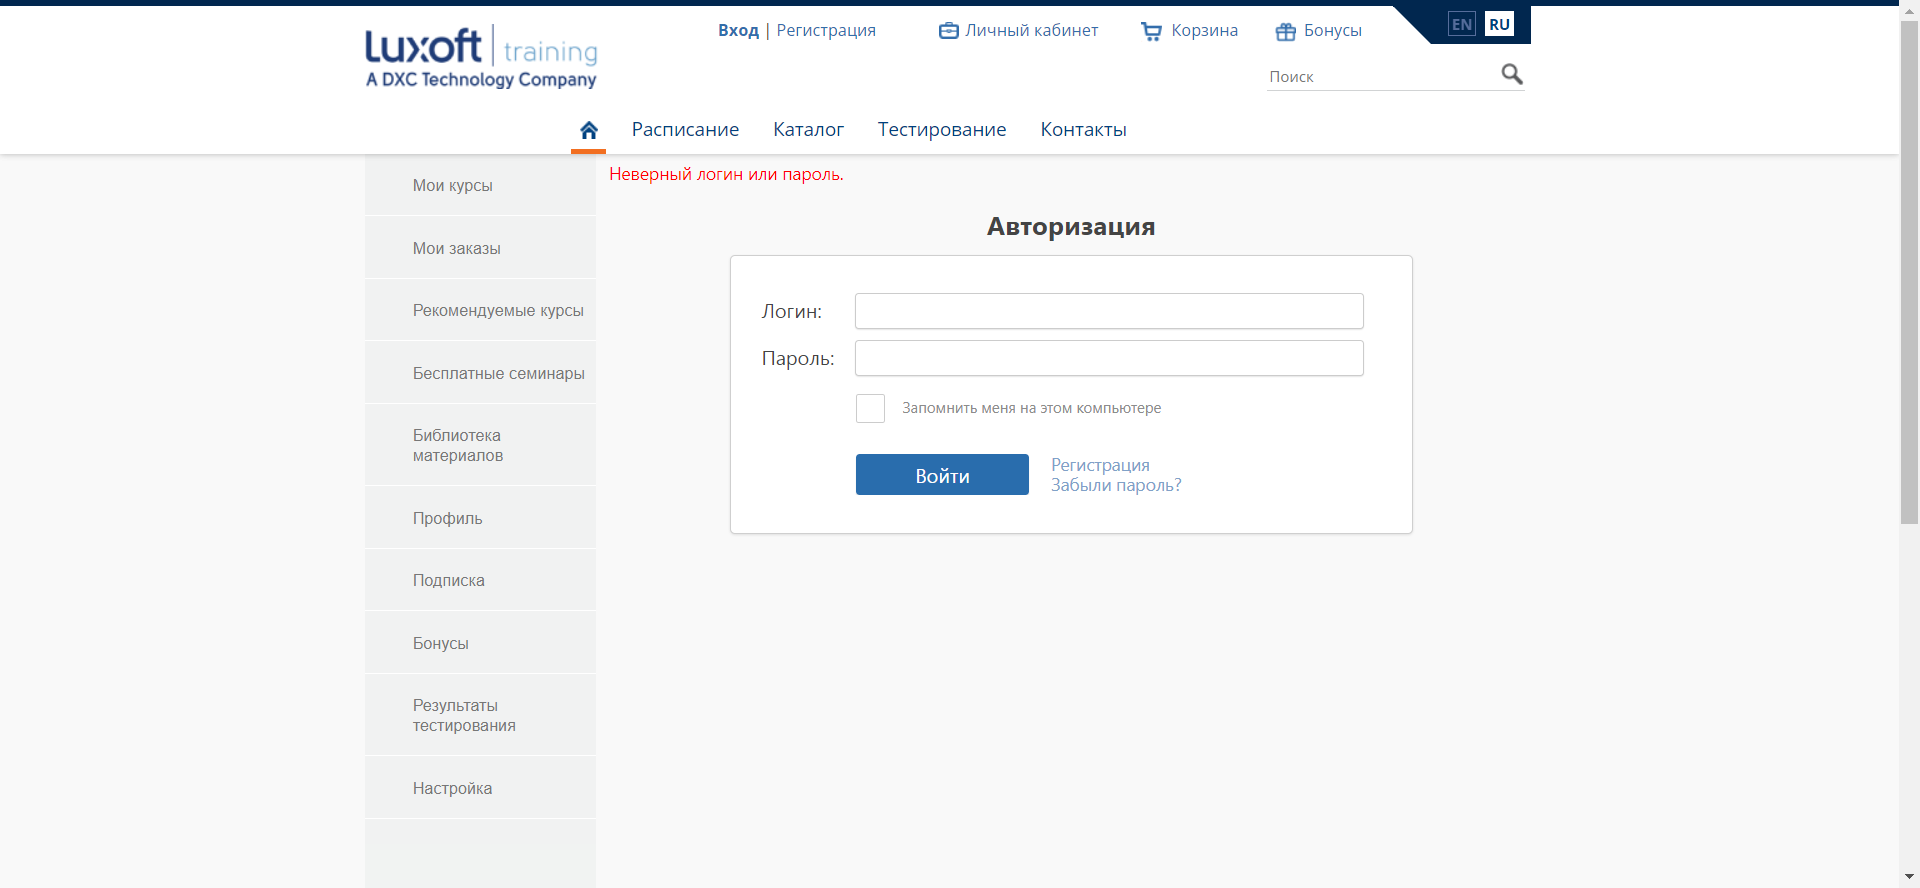 Luxoft training
A DXC Technology Company
Вход | Регистрация
Личный кабинет
Корзина
Бонусы
EN
RU
Поиск
Расписание
Каталог
Тестирование
Контакты
Мои курсы
Мои заказы
Рекомендуемые курсы
Бесплатные семинары
Библиотека
материалов
Профиль
Подписка
Бонусы
Результаты
тестирования
Настройка
Неверный логин или пароль.
Авторизация
Логин:
Пароль:
Запомнить меня на этом компьютере
Войти
Регистрация
Забыли пароль?